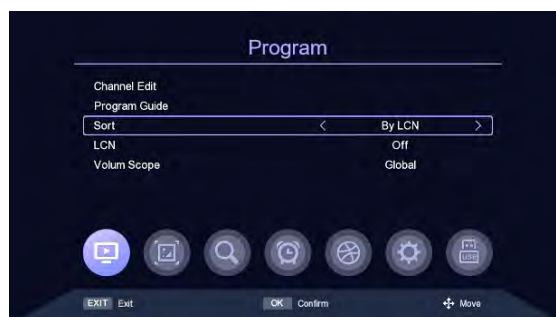 Program
Channel Edit
Program Guide
Sort < By LCN >
LCN Off
Volum Scope Global
USB
EXIT Exit OK Confirm Move